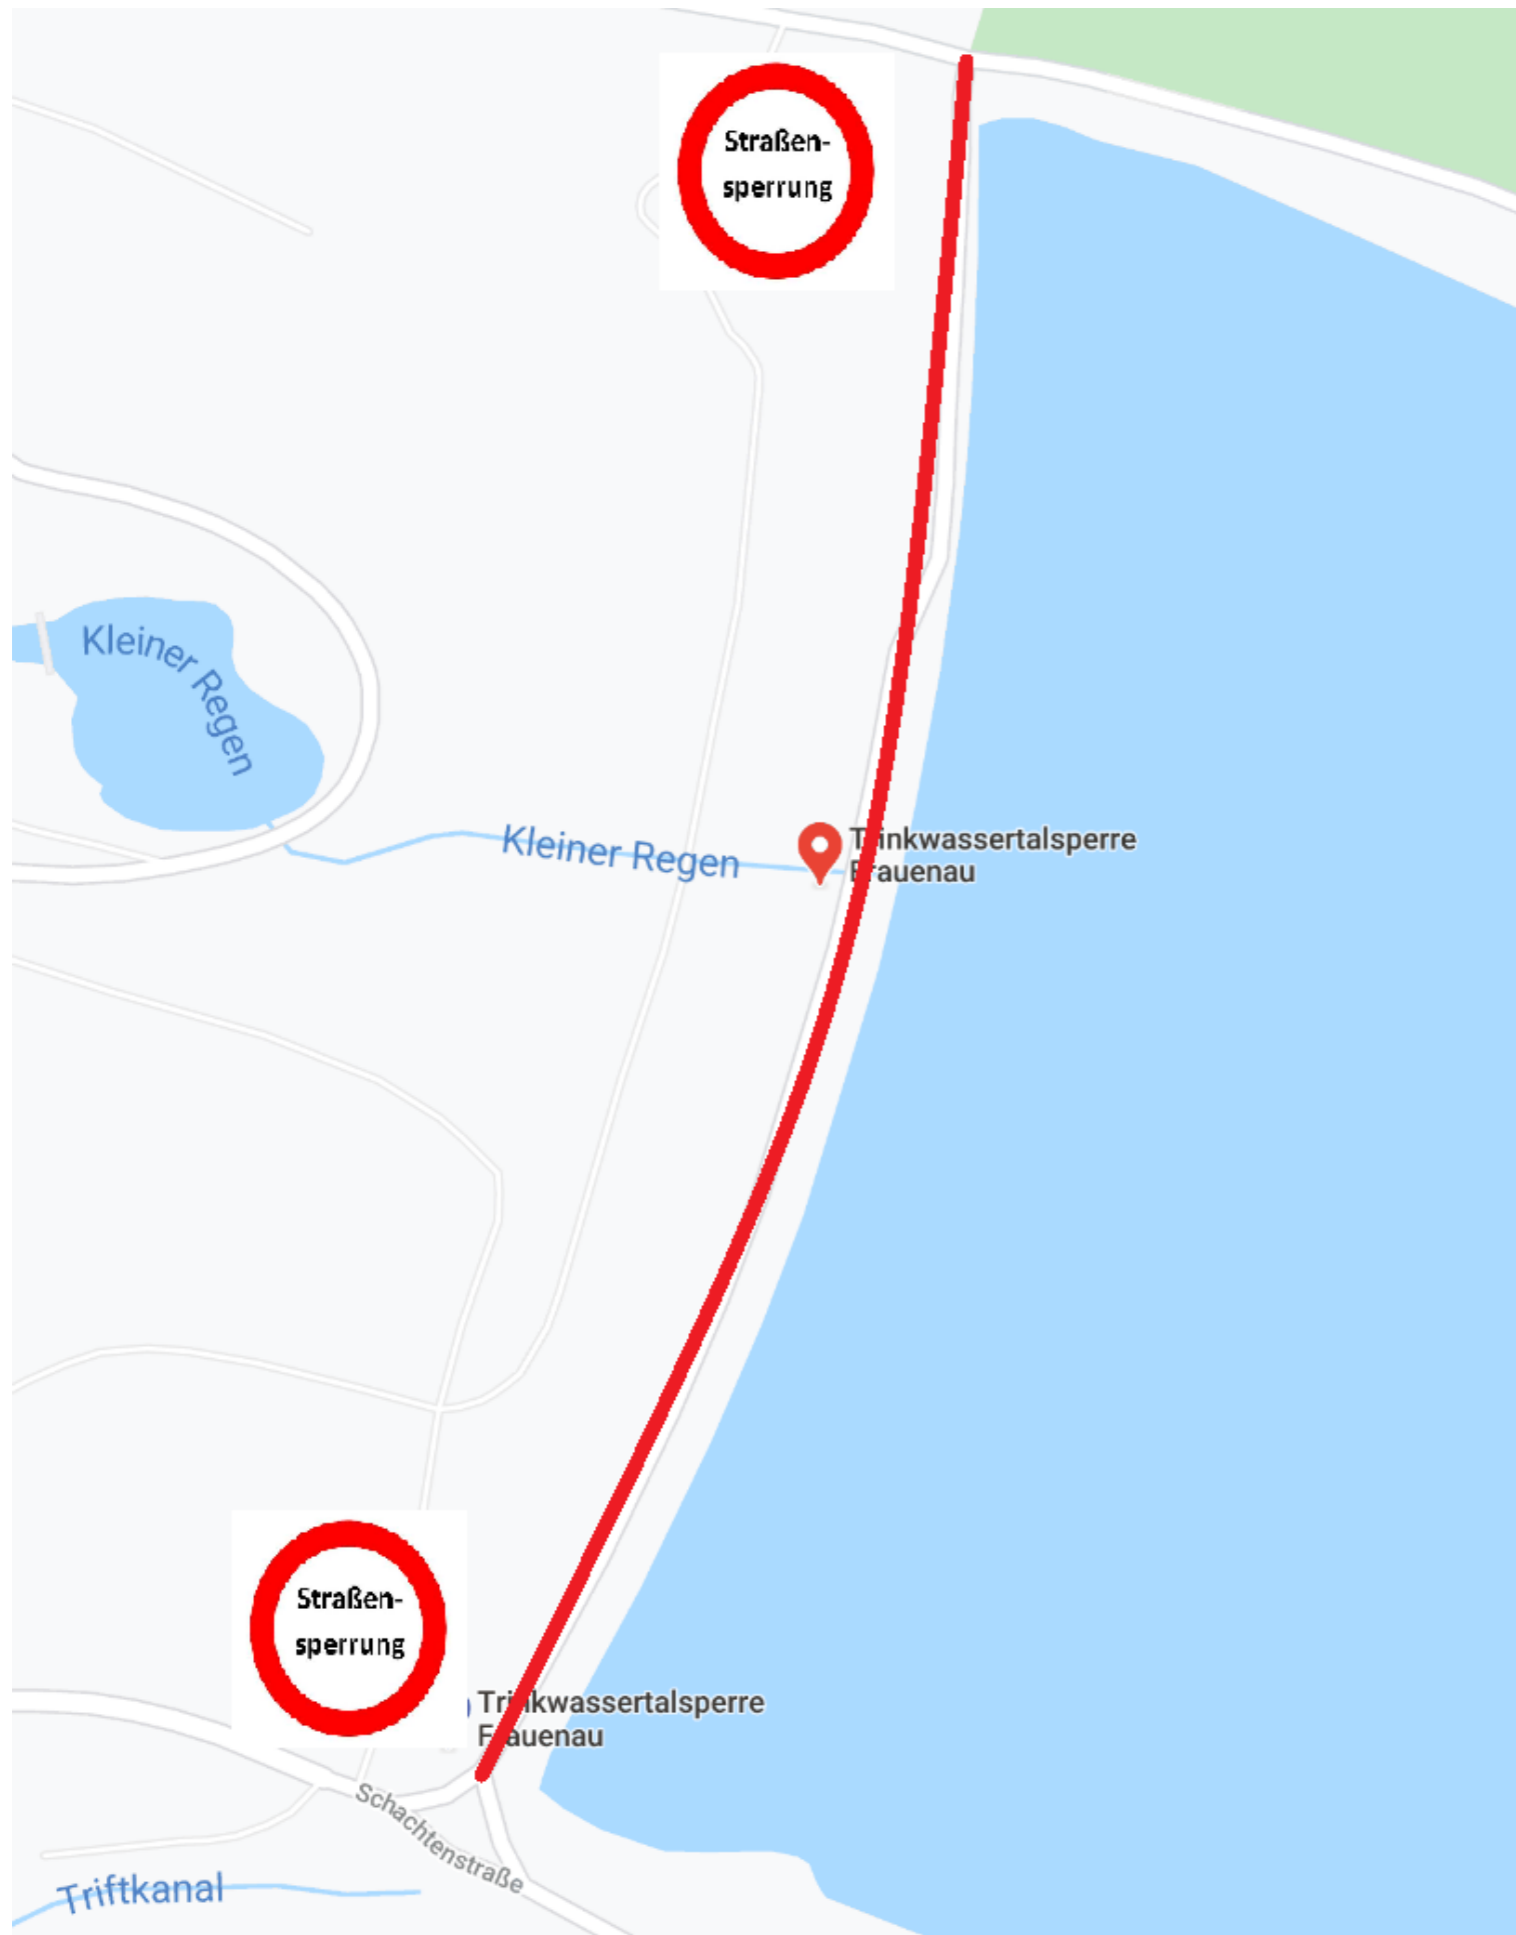 Straßen-
sperrung
Kleiner Regen
Kleiner Regen
Trinkwassertalsperre
Frauenau
Straßen-
sperrung
Trinkwassertalsperre
Frauenau
Schachtenstraße
Triftkanal